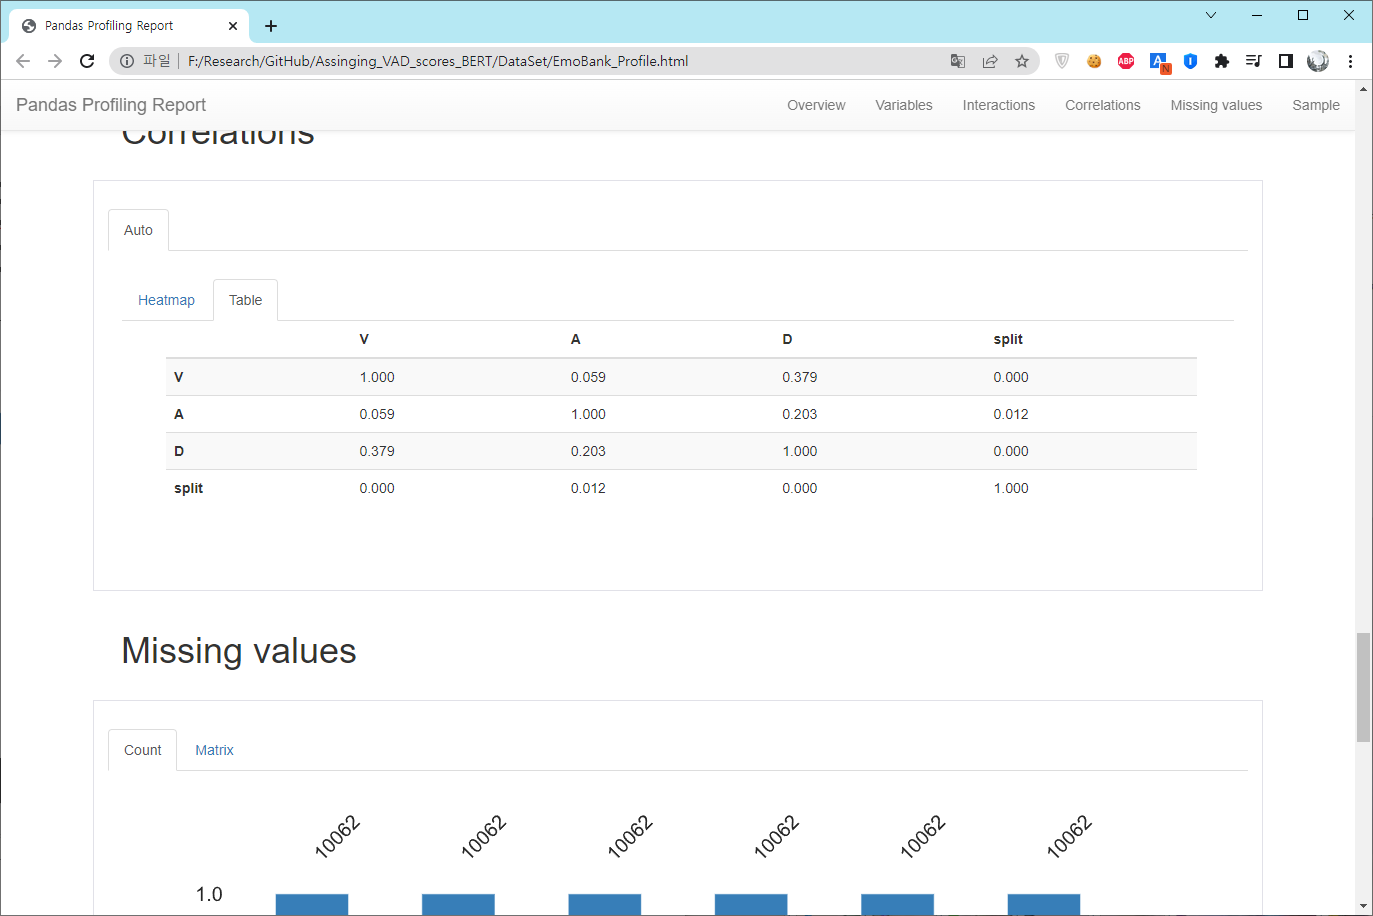 Pandas Profiling Report
파일 F:/Research/GitHub/Assinging_VAD_scores_BERT/DataSet/EmoBank_Profile.html
ABP
A
N
Pandas Profiling Report Overview Variables Interactions Correlations Missing values Sample
Correlations
Auto
Heatmap Table
V A D split
V 1.000 0.059 0.379 0.000
A 0.059 1.000 0.203 0.012
D 0.379 0.203 1.000 0.000
split 0.000 0.012 0.000 1.000
Missing values
Count Matrix
10062 10062 10062 10062 10062 10062
1.0